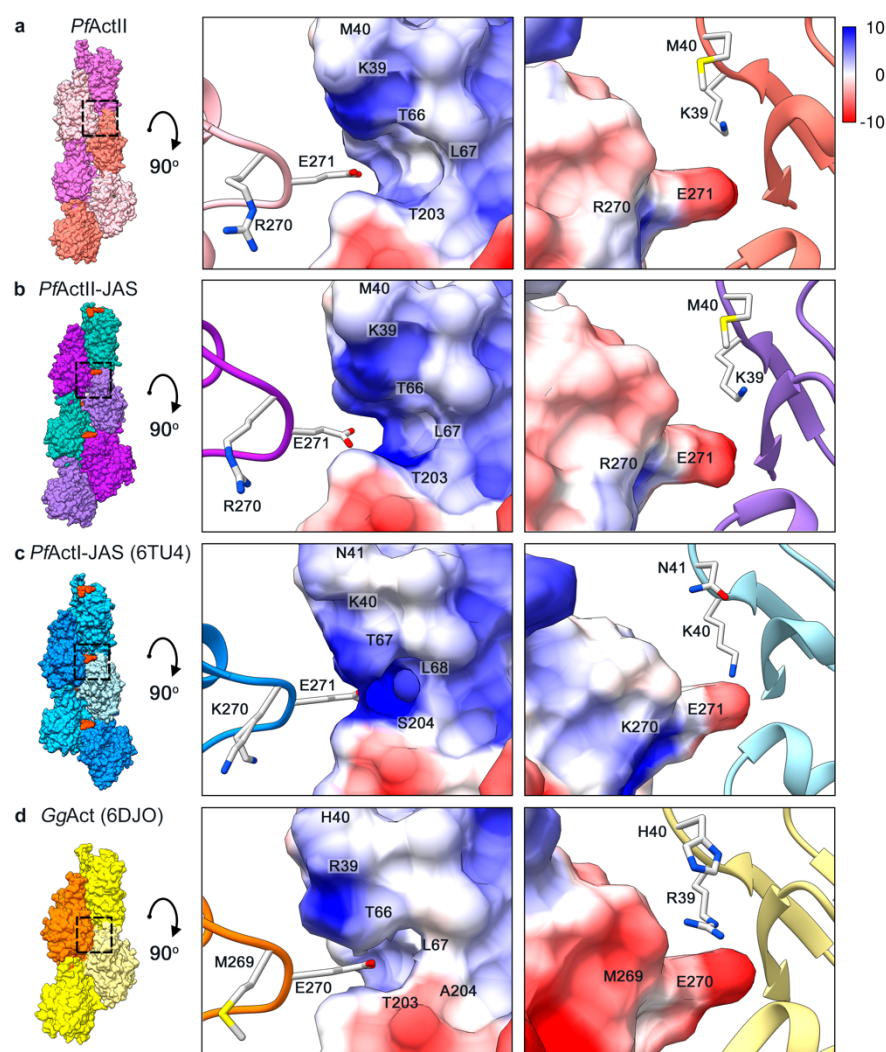 a PfActII
90°
M40
K39
T66
L67
E271
R270
T203
M40
K39
R270
E271
10
0
-10
b PfActII-JAS
90°
M40
K39
T66
L67
E271
R270
T203
M40
K39
R270
E271
c PfActI-JAS (6TU4)
90°
N41
K40
T67
L68
E271
K270
S204
N41
K40
K270
E271
d GgAct (6DJO)
90°
H40
R39
T66
L67
M269
E270
T203
A204
H40
R39
M269
E270